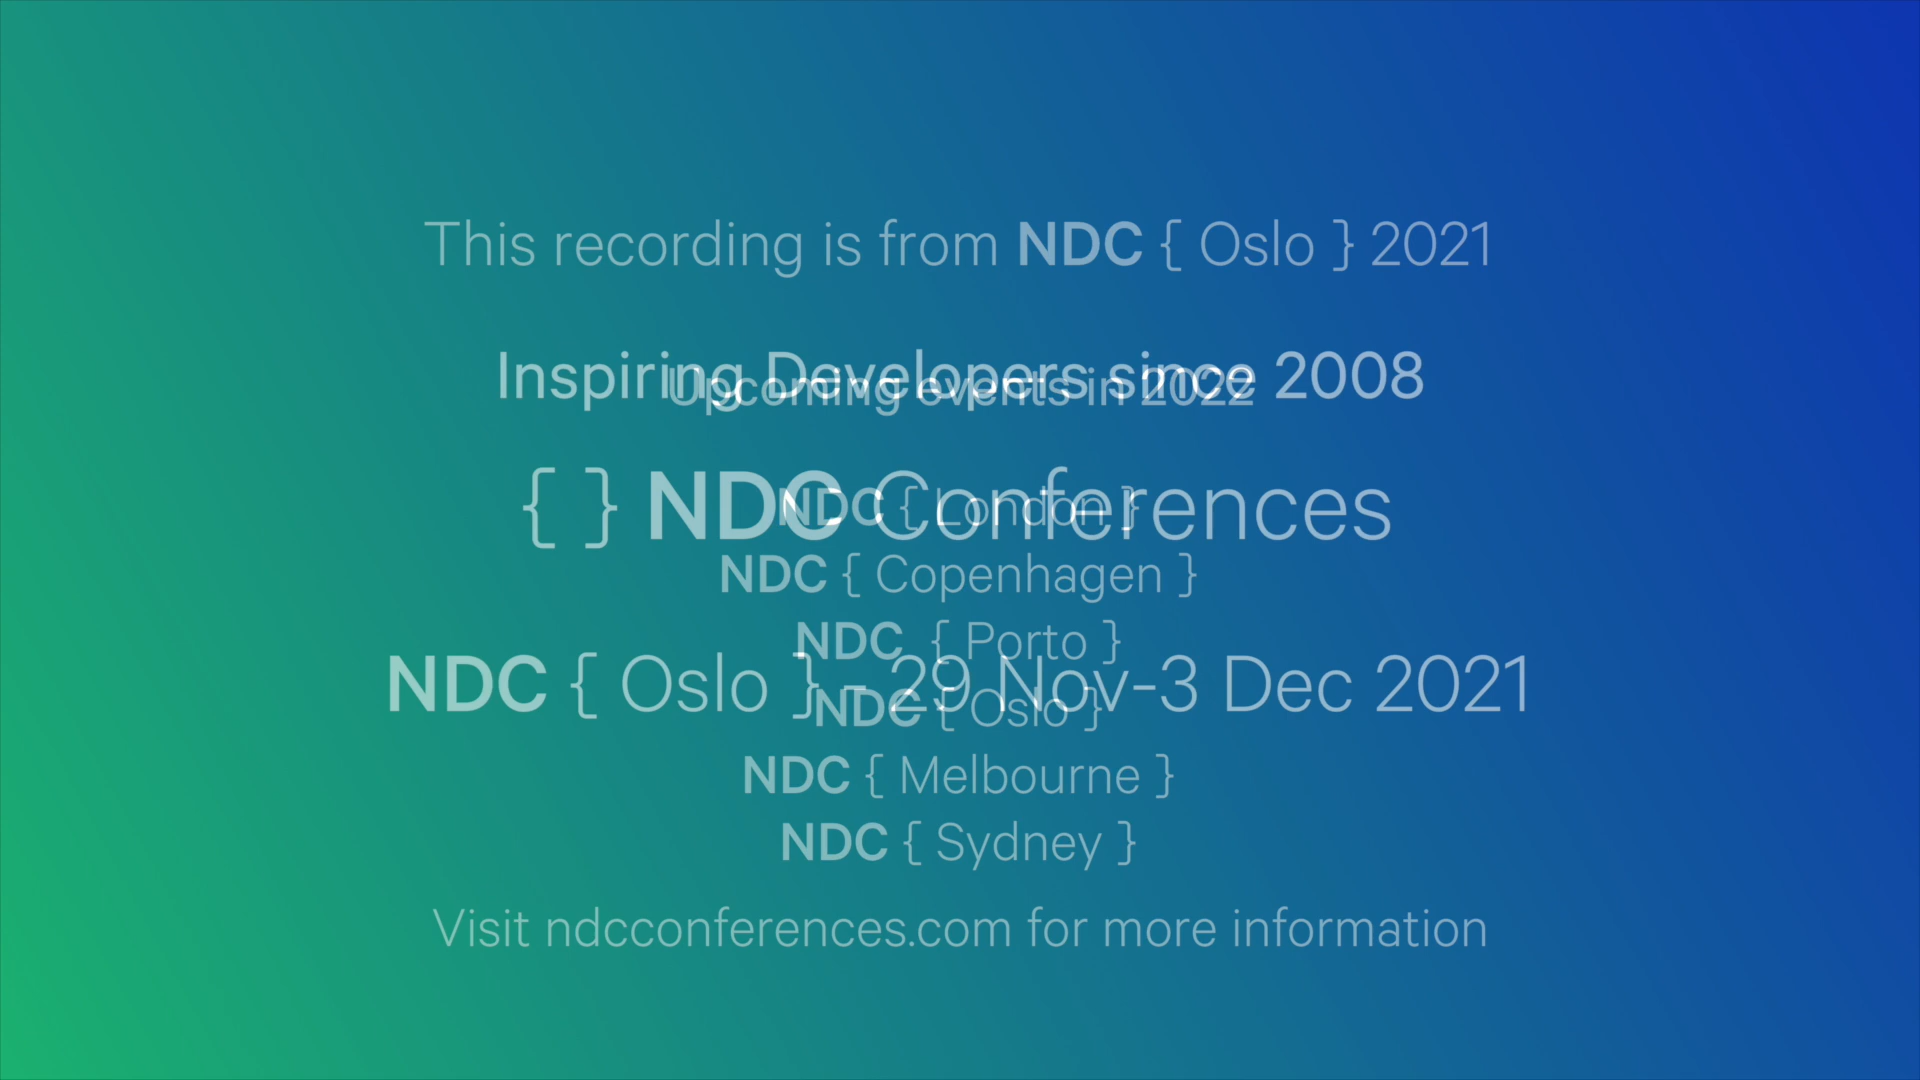 This recording is from NDC { Oslo } 2021
Inspiring Developers since 2008
Upcoming events in 2022
{ } NDC Conferences
NDC { London }
NDC { Copenhagen }
NDC { Porto }
NDC { Oslo } - 29 Nov-3 Dec 2021
NDC { Oslo }
NDC { Melbourne }
NDC { Sydney }
Visit ndcconferences.com for more information